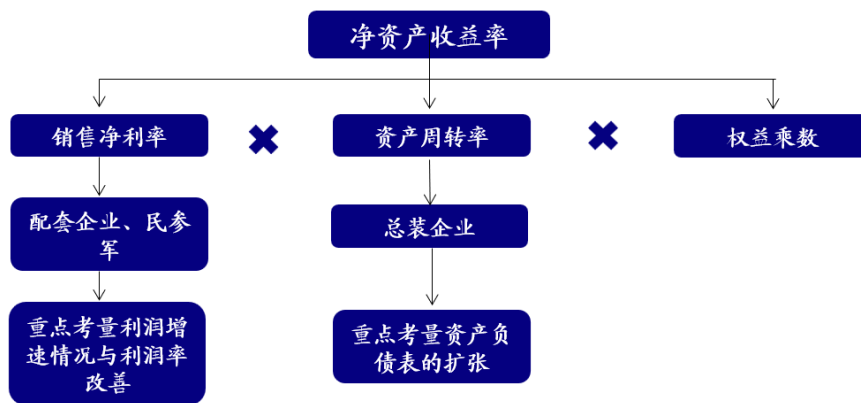 净资产收益率
销售净利率
资产周转率
权益乘数
配套企业、民参
军
总装企业
重点考量利润增
速情况与利润率
改善
重点考量资产负
债表的扩张